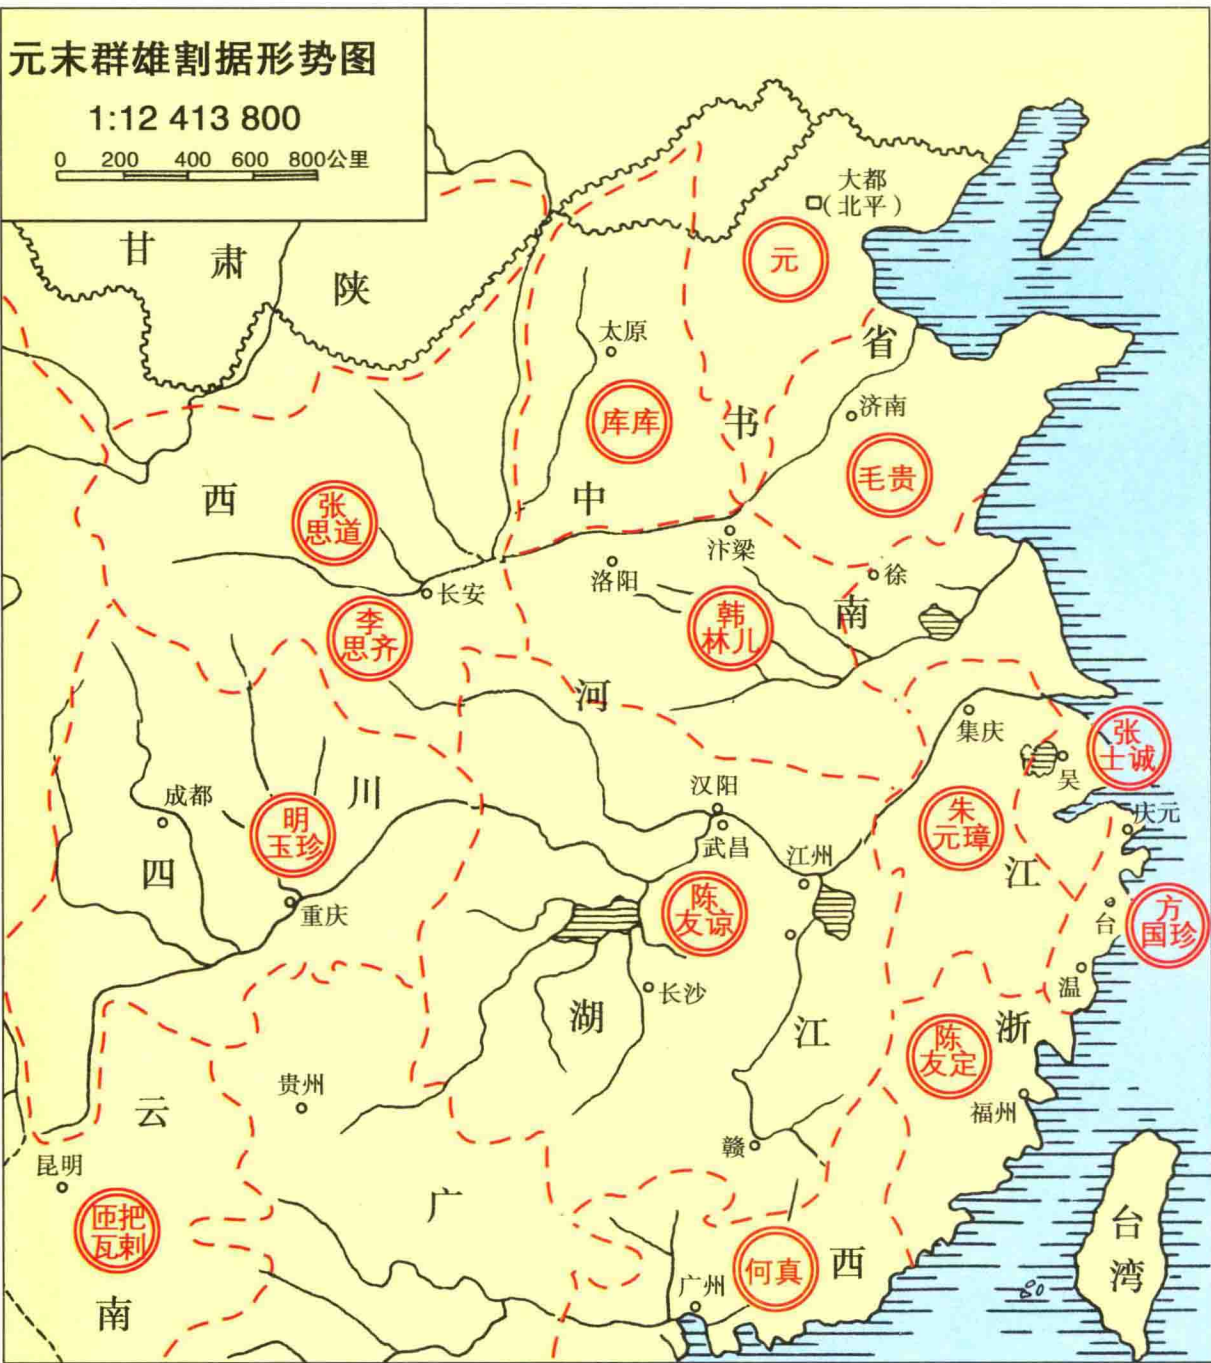 元末群雄割据形势图
1:12 413 800
0 200 400 600 800公里
大都
(北平)
甘肃
元
陕
太原
省
库库
书
济南
西
张
思道
中
毛贵
汴梁
洛阳
徐
长安
李
思齐
韩
林儿
南
河
集庆
张
士诚
吴
成都
川
明
玉珍
汉阳
武昌
朱
元璋
庆元
四
江州
江
重庆
陈
友谅
台
方
国珍
长沙
温
湖
江
浙
陈
友定
贵州
云
福州
赣
昆明
匝把
瓦剌
广
台
湾
何真
西
广州
南